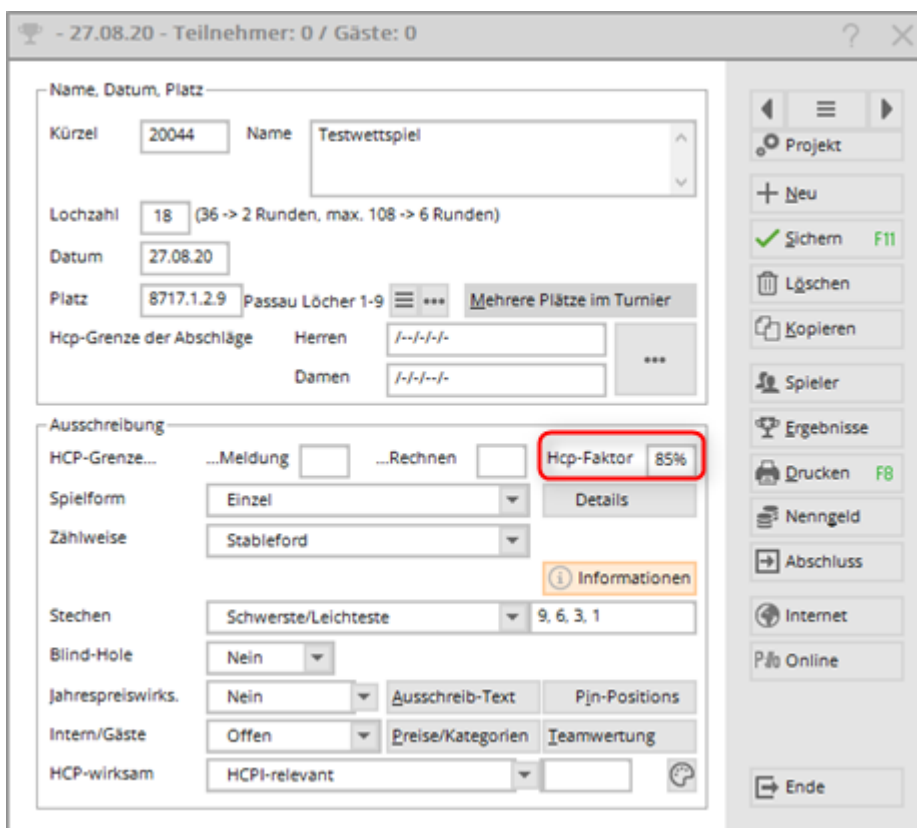 - 27.08.20 - Teilnehmer: 0 / Gäste: 0 ?
Name, Datum, Platz
Kürzel 20044 Name Testwettspiel
Lochzahl 18 (36 -> 2 Runden, max. 108 -> 6 Runden)
Datum 27.08.20
Platz 8717.1.2.9 Passau Löcher 1-9 ••• Mehrere Plätze im Turnier
Hcp-Grenze der Abschläge Herren /--/-/-/- •••
Damen /-/-/--/-
Ausschreibung
HCP-Grenze... ...Meldung ...Rechnen Hcp-Faktor 85%
Spielform Einzel Details
Zählweise Stableford
Informationen
Stechen Schwerste/Leichteste 9, 6, 3, 1
Blind-Hole Nein
Jahrespreiswirks. Nein Ausschreib-Text Pin-Positions
Intern/Gäste Offen Preise/Kategorien Teamwertung
HCP-wirksam HCPI-relevant
Projekt
Neu
Sichern F11
Löschen
Kopieren
Spieler
Ergebnisse
Drucken F8
Nenngeld
Abschluss
Internet
Online
Ende